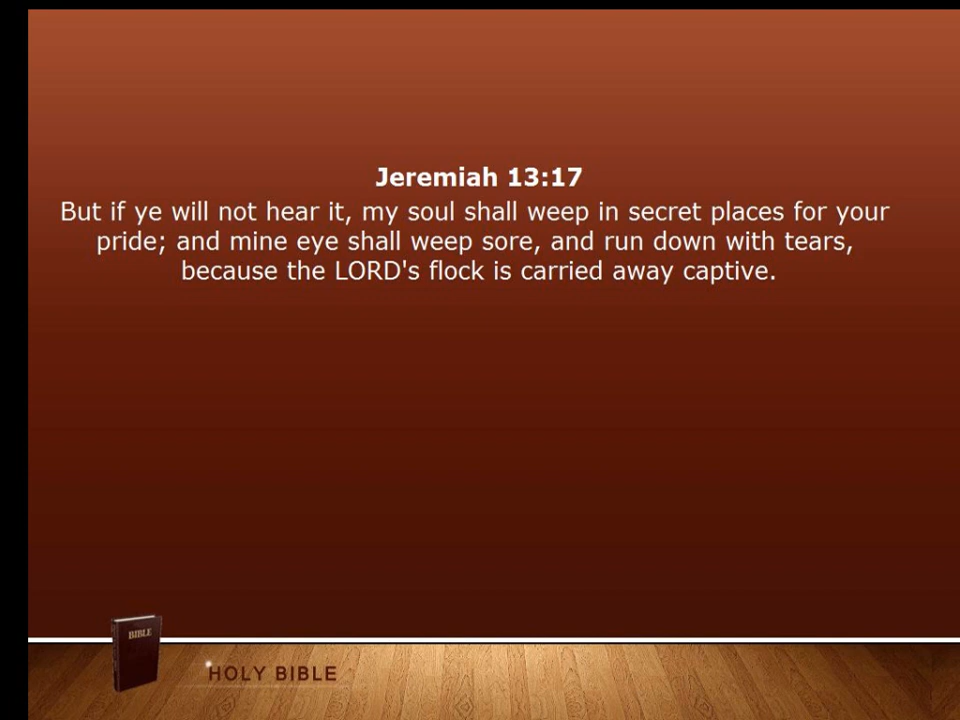 Jeremiah 13:17
But if ye will not hear it, my soul shall weep in secret places for your
pride; and mine eye shall weep sore, and run down with tears,
because the LORD's flock is carried away captive.
BIBLE
HOLY BIBLE